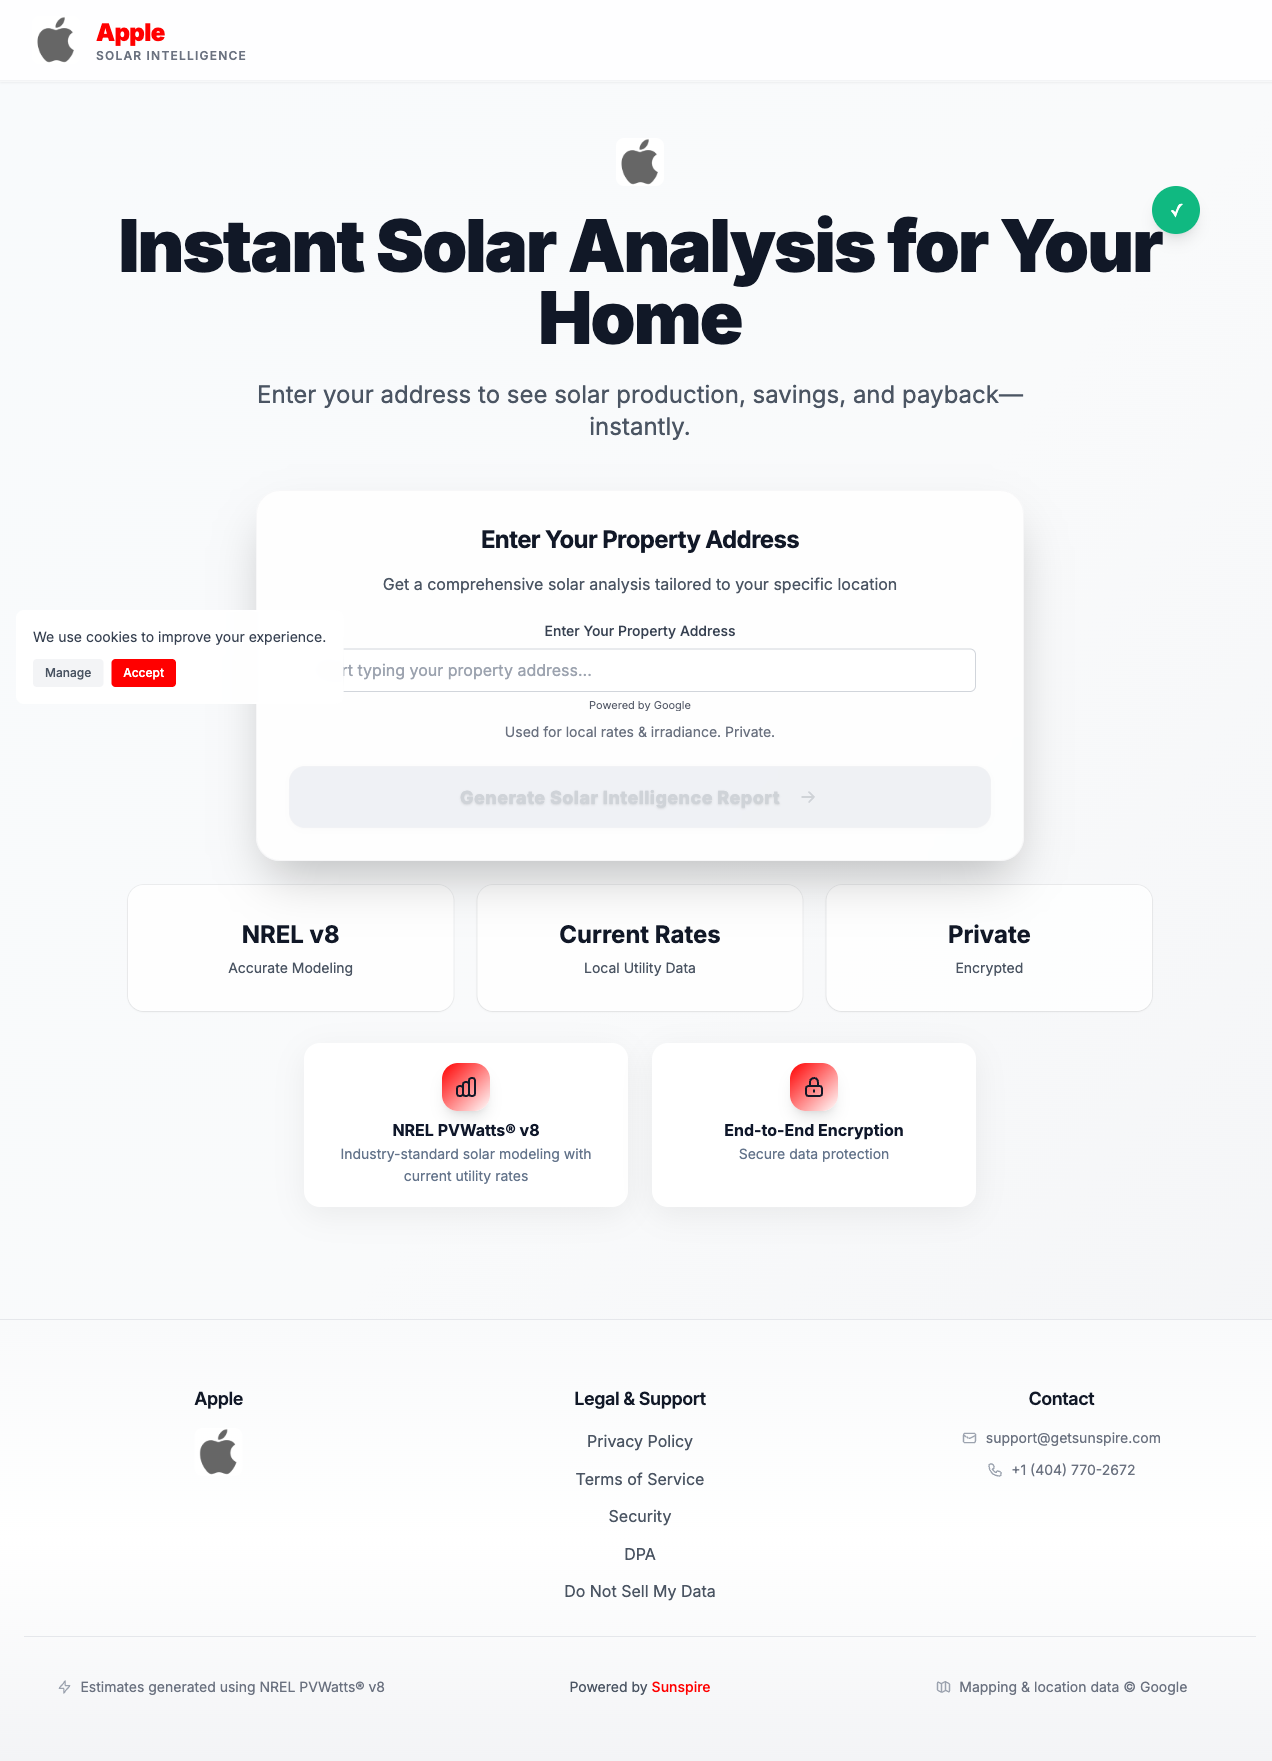 Apple
SOLAR INTELLIGENCE
Instant Solar Analysis for Your
Home
Enter your address to see solar production, savings, and payback—
instantly.
Enter Your Property Address
Get a comprehensive solar analysis tailored to your specific location
Enter Your Property Address
We use cookies to improve your experience.
Manage
Accept
typing your property address...
Powered by Google
Used for local rates & irradiance. Private.
Generate Solar Intelligence Report
NREL v8
Accurate Modeling
Current Rates
Local Utility Data
Private
Encrypted
NREL PVWatts® v8
Industry-standard solar modeling with
current utility rates
End-to-End Encryption
Secure data protection
Apple
Legal & Support
Privacy Policy
Terms of Service
Security
DPA
Do Not Sell My Data
Contact
support@getsunspire.com
+1 (404) 770-2672
Estimates generated using NREL PVWatts® v8
Powered by Sunspire
Mapping & location data © Google